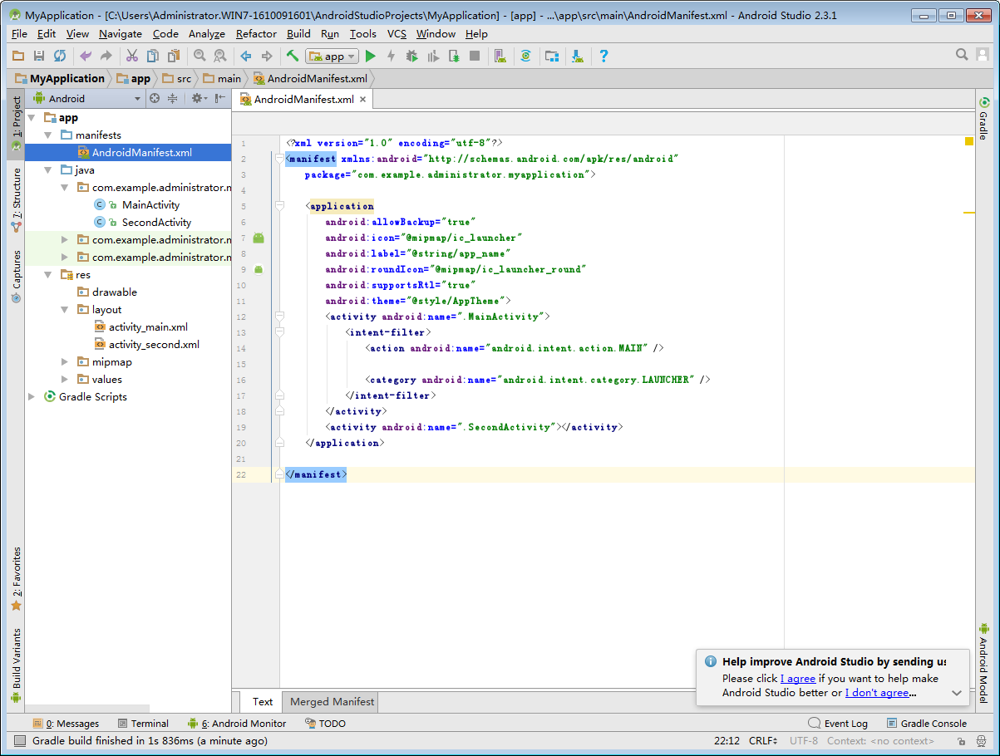 MyApplication - [C:\Users\Administrator.WIN7-1610091601\AndroidStudioProjects\MyApplication] - [app] - ...\app\src\main\AndroidManifest.xml - Android Studio 2.3.1
File Edit View Navigate Code Analyze Refactor Build Run Tools VCS Window Help
app
MyApplication app src main AndroidManifest.xml
1: Project
Z: Structure
Captures
2: Favorites
Build Variants
Android
app
manifests
AndroidManifest.xml
java
com.example.administrator.m
MainActivity
SecondActivity
com.example.administrator.m
com.example.administrator.m
res
drawable
layout
activity_main.xml
activity_second.xml
mipmap
values
Gradle Scripts
AndroidManifest.xml
1 <?xml version="1.0" encoding="utf-8"?>
2 <manifest xmlns:android="http://schemas.android.com/apk/res/android"
3 package="com.example.administrator.myapplication">
4
5 <application
6 android:allowBackup="true"
7 android:icon="@mipmap/ic_launcher"
8 android:label="@string/app_name"
9 android:roundIcon="@mipmap/ic_launcher_round"
10 android:supportsRtl="true"
11 android:theme="@style/AppTheme">
12 <activity android:name=".MainActivity">
13 <intent-filter>
14 <action android:name="android.intent.action.MAIN" />
15
16 <category android:name="android.intent.category.LAUNCHER" />
17 </intent-filter>
18 </activity>
19 <activity android:name=".SecondActivity"></activity>
20 </application>
21
22 </manifest>
Gradle
Android Model
Help improve Android Studio by sending us
Please click I agree if you want to help make
Android Studio better or I don't agree...
Text Merged Manifest
0: Messages Terminal 6: Android Monitor TODO Event Log Gradle Console
Gradle build finished in 1s 836ms (a minute ago) 22:12 CRLF UTF-8 Context: <no context>